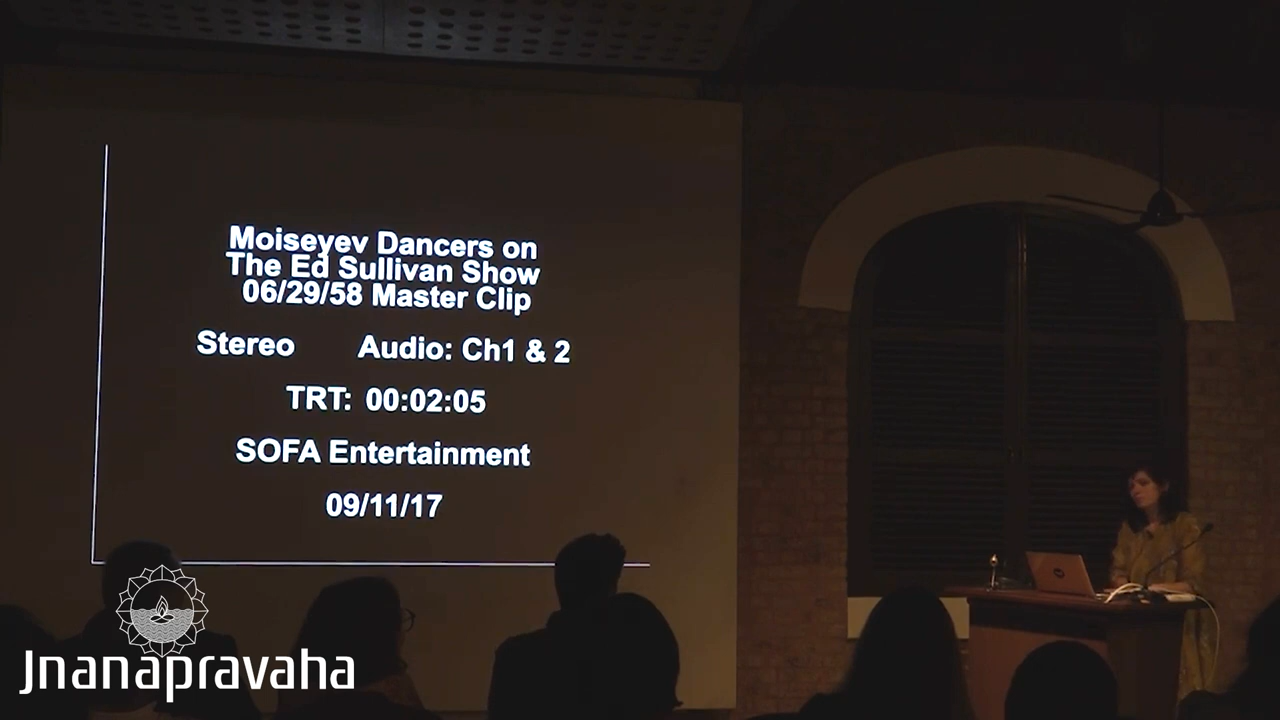 Moiseyev Dancers on
The Ed Sullivan Show
06/29/58 Master Clip
Stereo Audio: Ch1 & 2
TRT: 00:02:05
SOFA Entertainment
09/11/17
Jnanapravaha